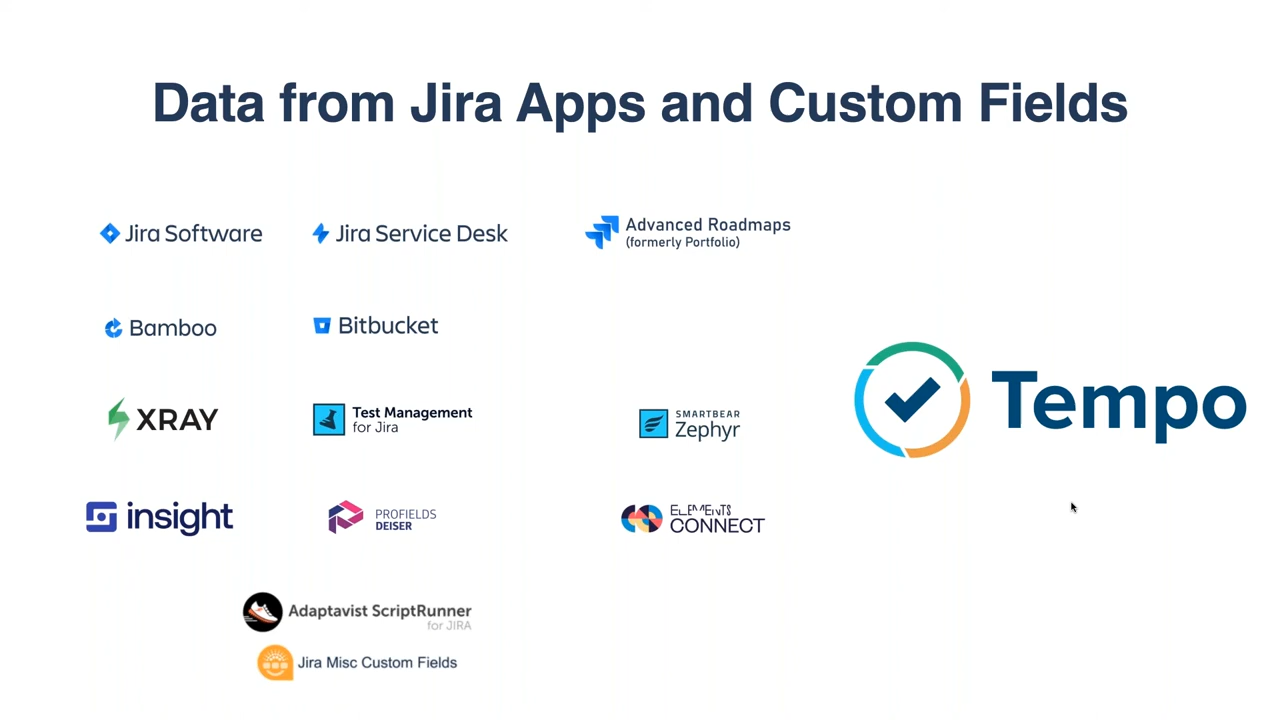 Data from Jira Apps and Custom Fields
Jira Software
Jira Service Desk
Advanced Roadmaps
(formerly Portfolio)
Bamboo
Bitbucket
XRAY
Test Management
for Jira
SMARTBEAR
Zephyr
Tempo
insight
PROFIELDS
DEISER
ELEMENTS
CONNECT
Adaptavist ScriptRunner
for JIRA
Jira Misc Custom Fields